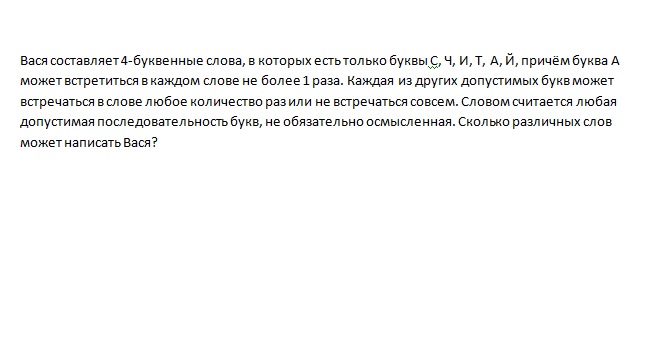 Вася составляет 4-буквенные слова, в которых есть только буквы С, Ч, И, Т, А, Й, причём буква А
может встретиться в каждом слове не более 1 раза. Каждая из других допустимых букв может
встречаться в слове любое количество раз или не встречаться совсем. Словом считается любая
допустимая последовательность букв, не обязательно осмысленная. Сколько различных слов
может написать Вася?